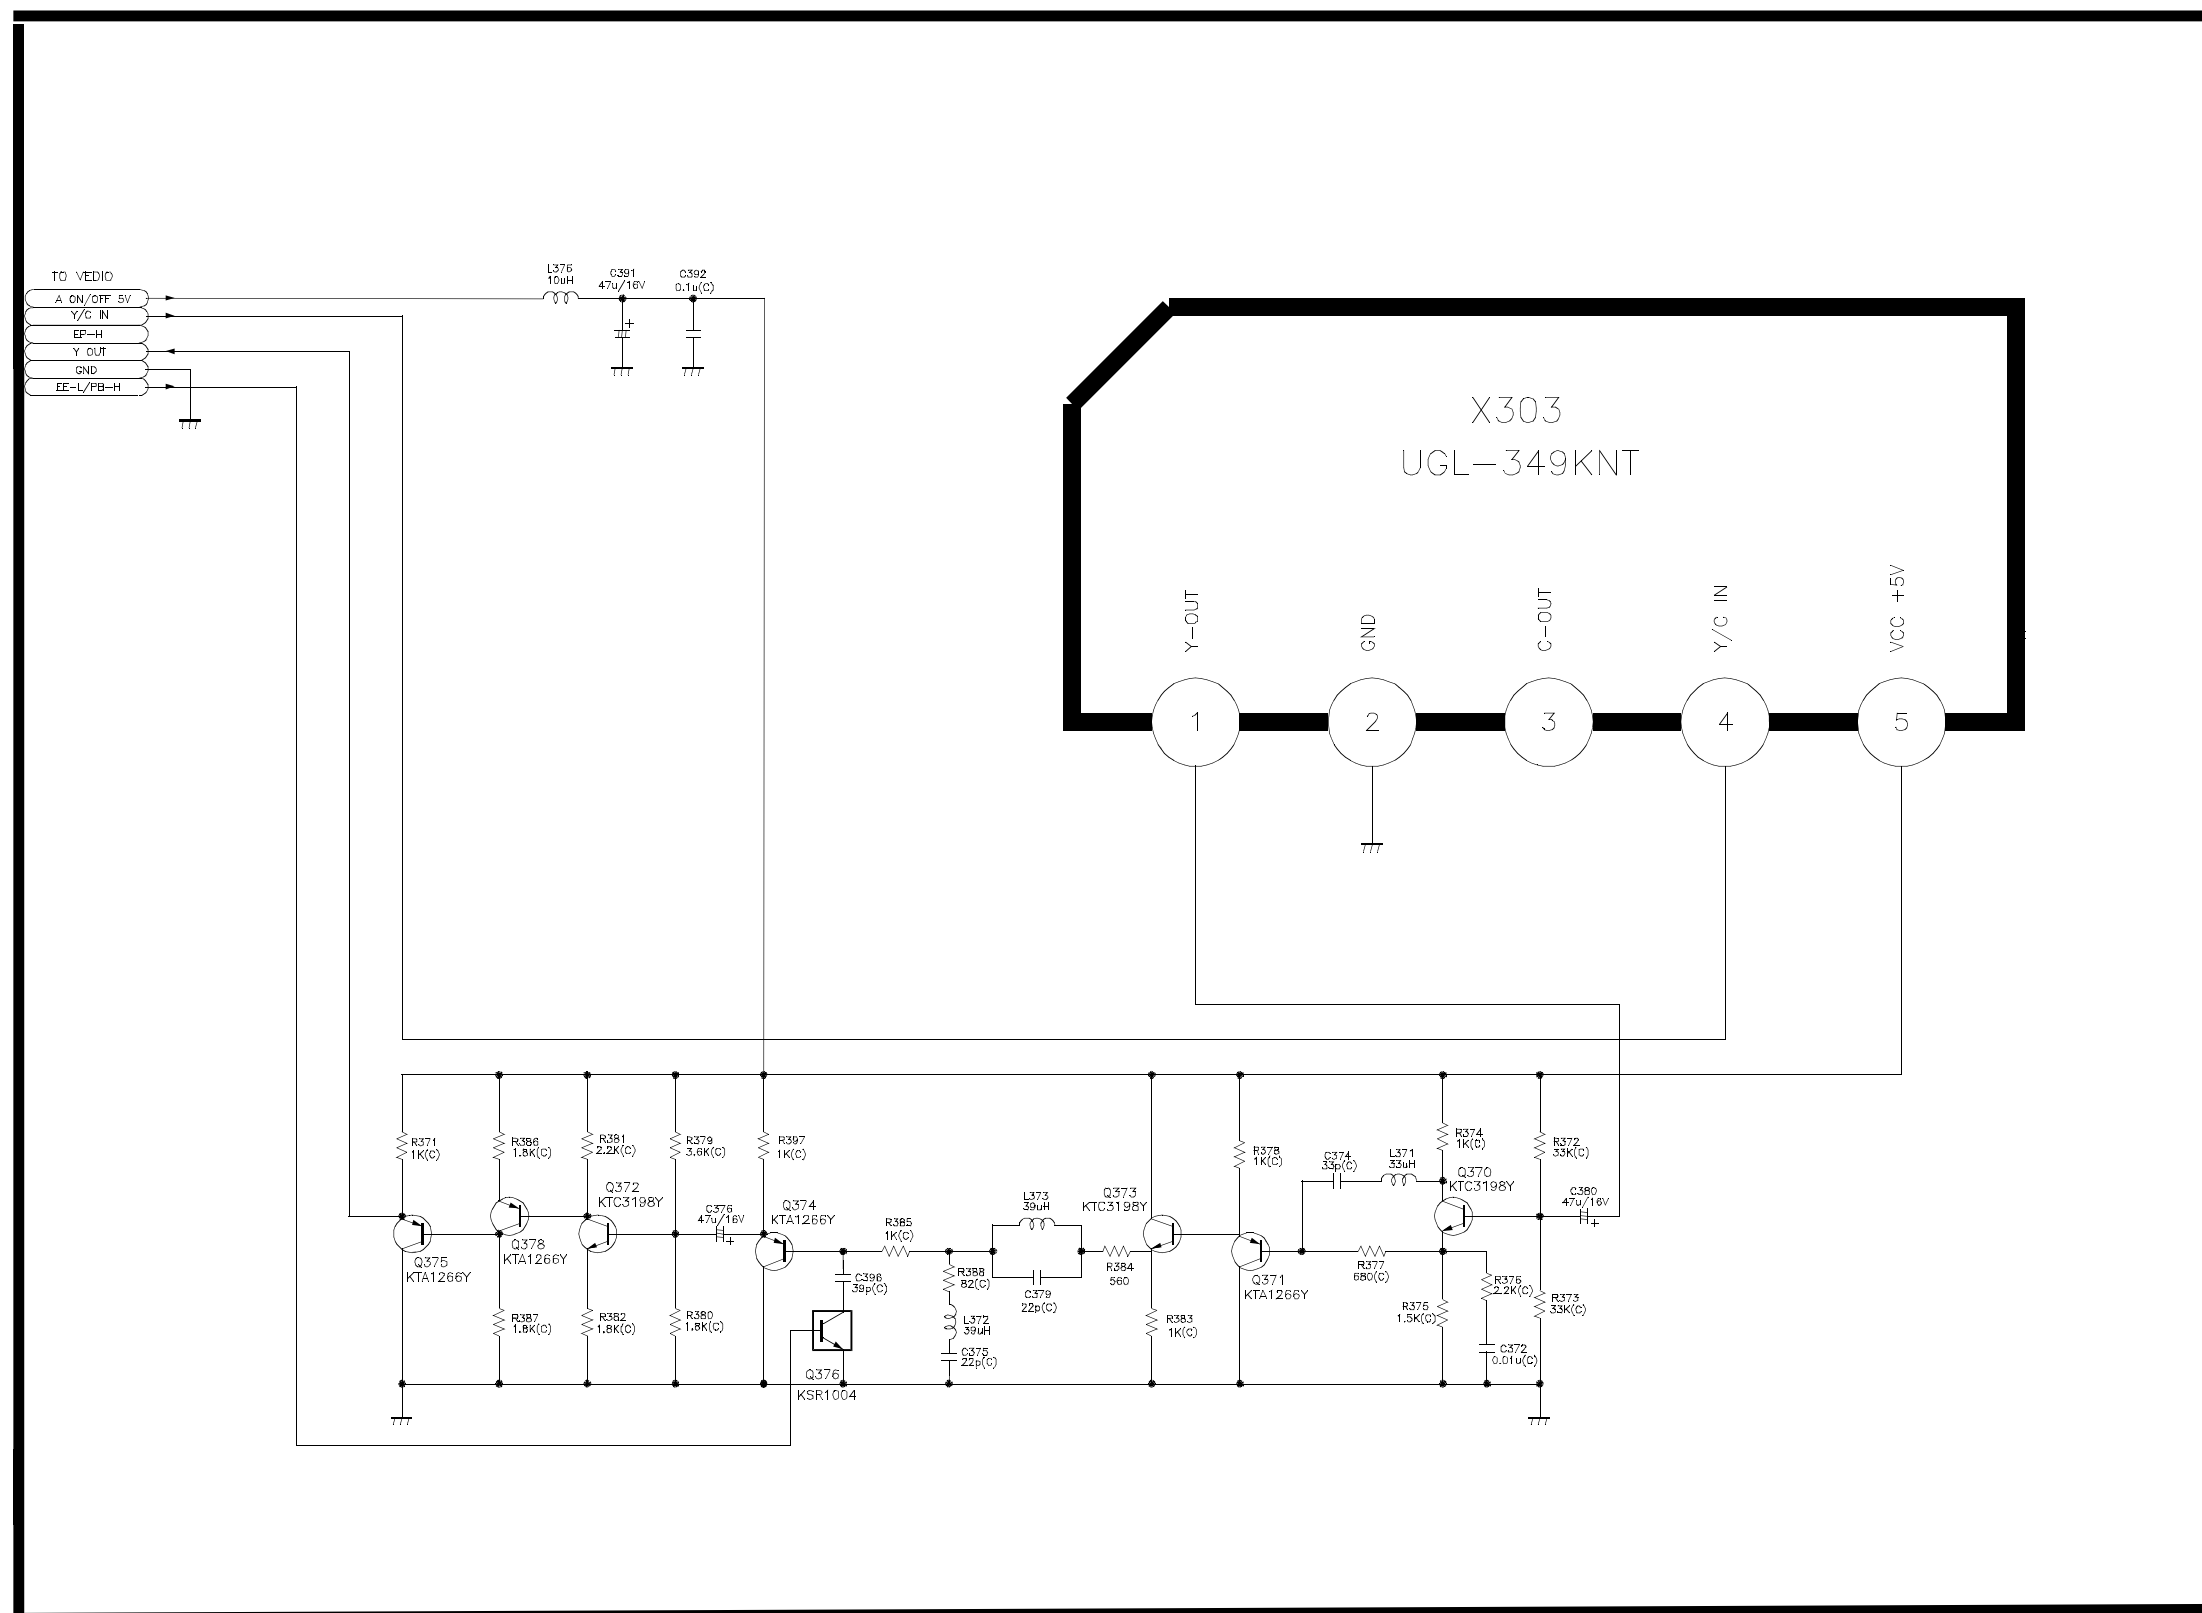 TO VEDIO
A ON/OFF 5V
Y/C IN
EP-H
Y OUT
GND
EE-L/PB-H
L376
10uH
C391
47u/16V
+
C392
0.1u(C)
X303
UGL-349KNT
Y-OUT
GND
C-OUT
Y/C IN
VCC +5V
1
2
3
4
5
R371
1K(C)
R386
1.8K(C)
R381
2.2K(C)
R379
3.6K(C)
R397
1K(C)
R378
1K(C)
C374
33p(C)
L371
33uH
R374
1K(C)
R372
33K(C)
Q372
KTC3198Y
C376
47u/16V
+
Q374
KTA1266Y
L373
39uH
Q373
KTC3198Y
Q370
KTC3198Y
C380
47u/16V
+
R385
1K(C)
Q378
KTA1266Y
Q375
KTA1266Y
C396
39p(C)
R388
82(C)
R384
560
Q371
KTA1266Y
R377
680(C)
R376
2.2K(C)
C379
22p(C)
R373
33K(C)
R375
1.5K(C)
R387
1.8K(C)
R382
1.8K(C)
R380
1.8K(C)
L372
39uH
R383
1K(C)
C375
22p(C)
C372
0.01u(C)
Q376
KSR1004